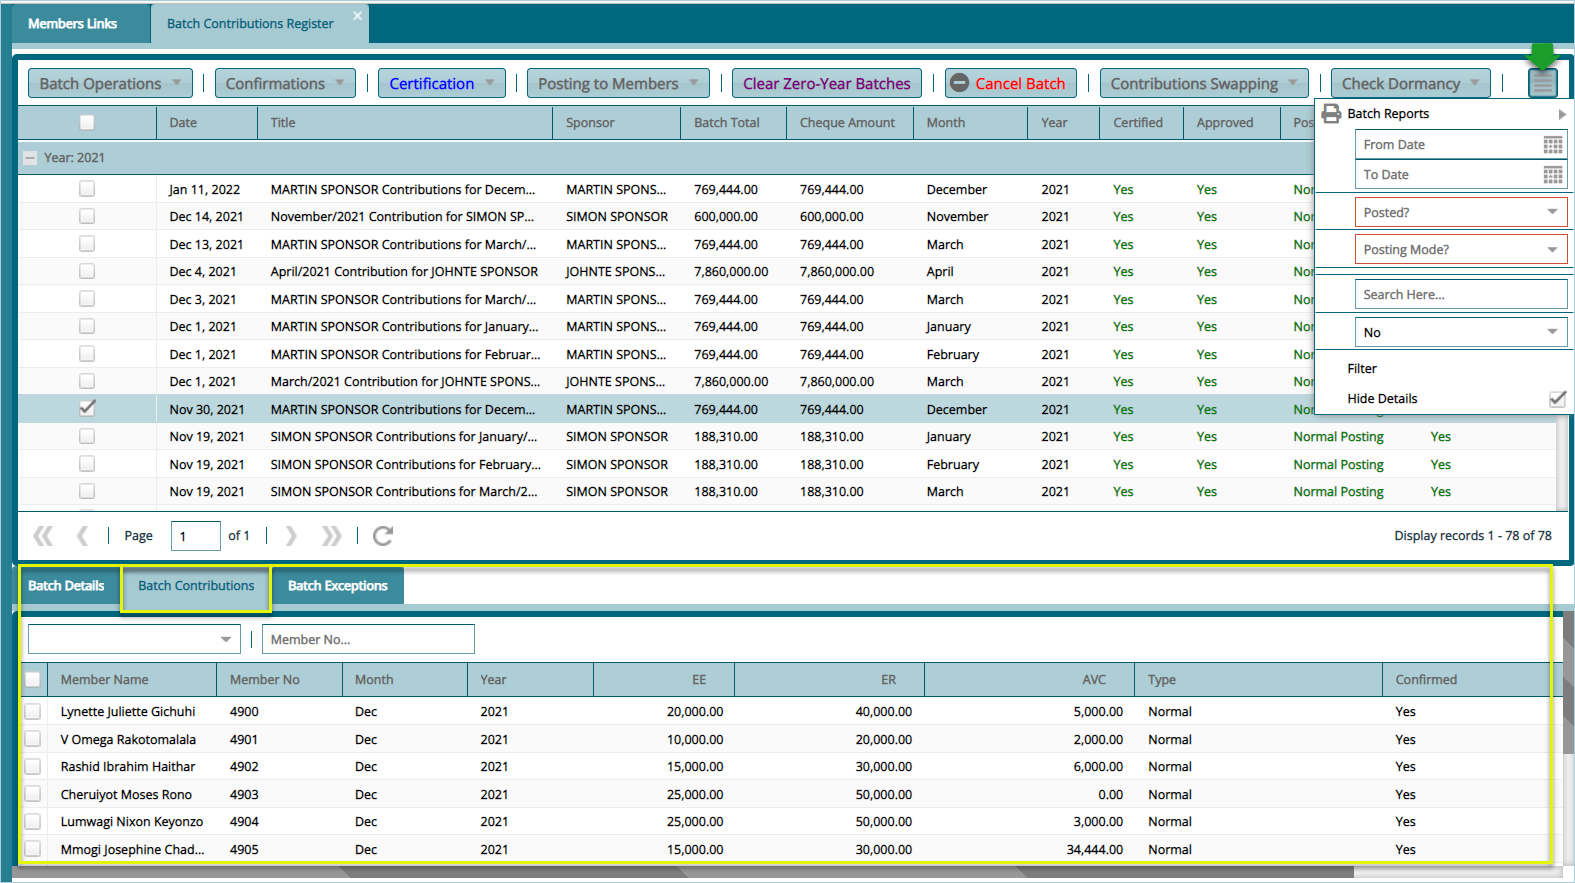 Members Links
Batch Contributions Register
Batch Operations
Confirmations
Certification
Posting to Members
Clear Zero-Year Batches
Cancel Batch
Contributions Swapping
Check Dormancy
Date Title Sponsor Batch Total Cheque Amount Month Year Certified Approved Pos
Year: 2021
Jan 11, 2022 MARTIN SPONSOR Contributions for Decem... MARTIN SPONS... 769,444.00 769,444.00 December 2021 Yes Yes Nor
Dec 14, 2021 November/2021 Contribution for SIMON SP... SIMON SPONSOR 600,000.00 600,000.00 November 2021 Yes Yes Nor
Dec 13, 2021 MARTIN SPONSOR Contributions for March/... MARTIN SPONS... 769,444.00 769,444.00 March 2021 Yes Yes Nor
Dec 4, 2021 April/2021 Contribution for JOHNTE SPONSOR JOHNTE SPONS... 7,860,000.00 7,860,000.00 April 2021 Yes Yes Nor
Dec 3, 2021 MARTIN SPONSOR Contributions for March/... MARTIN SPONS... 769,444.00 769,444.00 March 2021 Yes Yes Nor
Dec 1, 2021 MARTIN SPONSOR Contributions for January... MARTIN SPONS... 769,444.00 769,444.00 January 2021 Yes Yes Nor
Dec 1, 2021 MARTIN SPONSOR Contributions for Februar... MARTIN SPONS... 769,444.00 769,444.00 February 2021 Yes Yes Nor
Dec 1, 2021 March/2021 Contribution for JOHNTE SPONS... JOHNTE SPONS... 7,860,000.00 7,860,000.00 March 2021 Yes Yes Nor
Nov 30, 2021 MARTIN SPONSOR Contributions for Decem... MARTIN SPONS... 769,444.00 769,444.00 December 2021 Yes Yes Normal Posting Yes
Nov 19, 2021 SIMON SPONSOR Contributions for January/... SIMON SPONSOR 188,310.00 188,310.00 January 2021 Yes Yes Normal Posting Yes
Nov 19, 2021 SIMON SPONSOR Contributions for February... SIMON SPONSOR 188,310.00 188,310.00 February 2021 Yes Yes Normal Posting Yes
Nov 19, 2021 SIMON SPONSOR Contributions for March/2... SIMON SPONSOR 188,310.00 188,310.00 March 2021 Yes Yes Normal Posting Yes
Batch Reports
From Date
To Date
Posted?
Posting Mode?
Search Here...
No
Filter
Hide Details
Page 1 of 1
Display records 1 - 78 of 78
Batch Details
Batch Contributions
Batch Exceptions
Member No...
Member Name Member No Month Year EE ER AVC Type Confirmed
Lynette Juliette Gichuhi 4900 Dec 2021 20,000.00 40,000.00 5,000.00 Normal Yes
V Omega Rakotomalala 4901 Dec 2021 10,000.00 20,000.00 2,000.00 Normal Yes
Rashid Ibrahim Haithar 4902 Dec 2021 15,000.00 30,000.00 6,000.00 Normal Yes
Cheruiyot Moses Rono 4903 Dec 2021 25,000.00 50,000.00 0.00 Normal Yes
Lumwagi Nixon Keyonzo 4904 Dec 2021 25,000.00 50,000.00 3,000.00 Normal Yes
Mmogi Josephine Chad... 4905 Dec 2021 15,000.00 30,000.00 34,444.00 Normal Yes